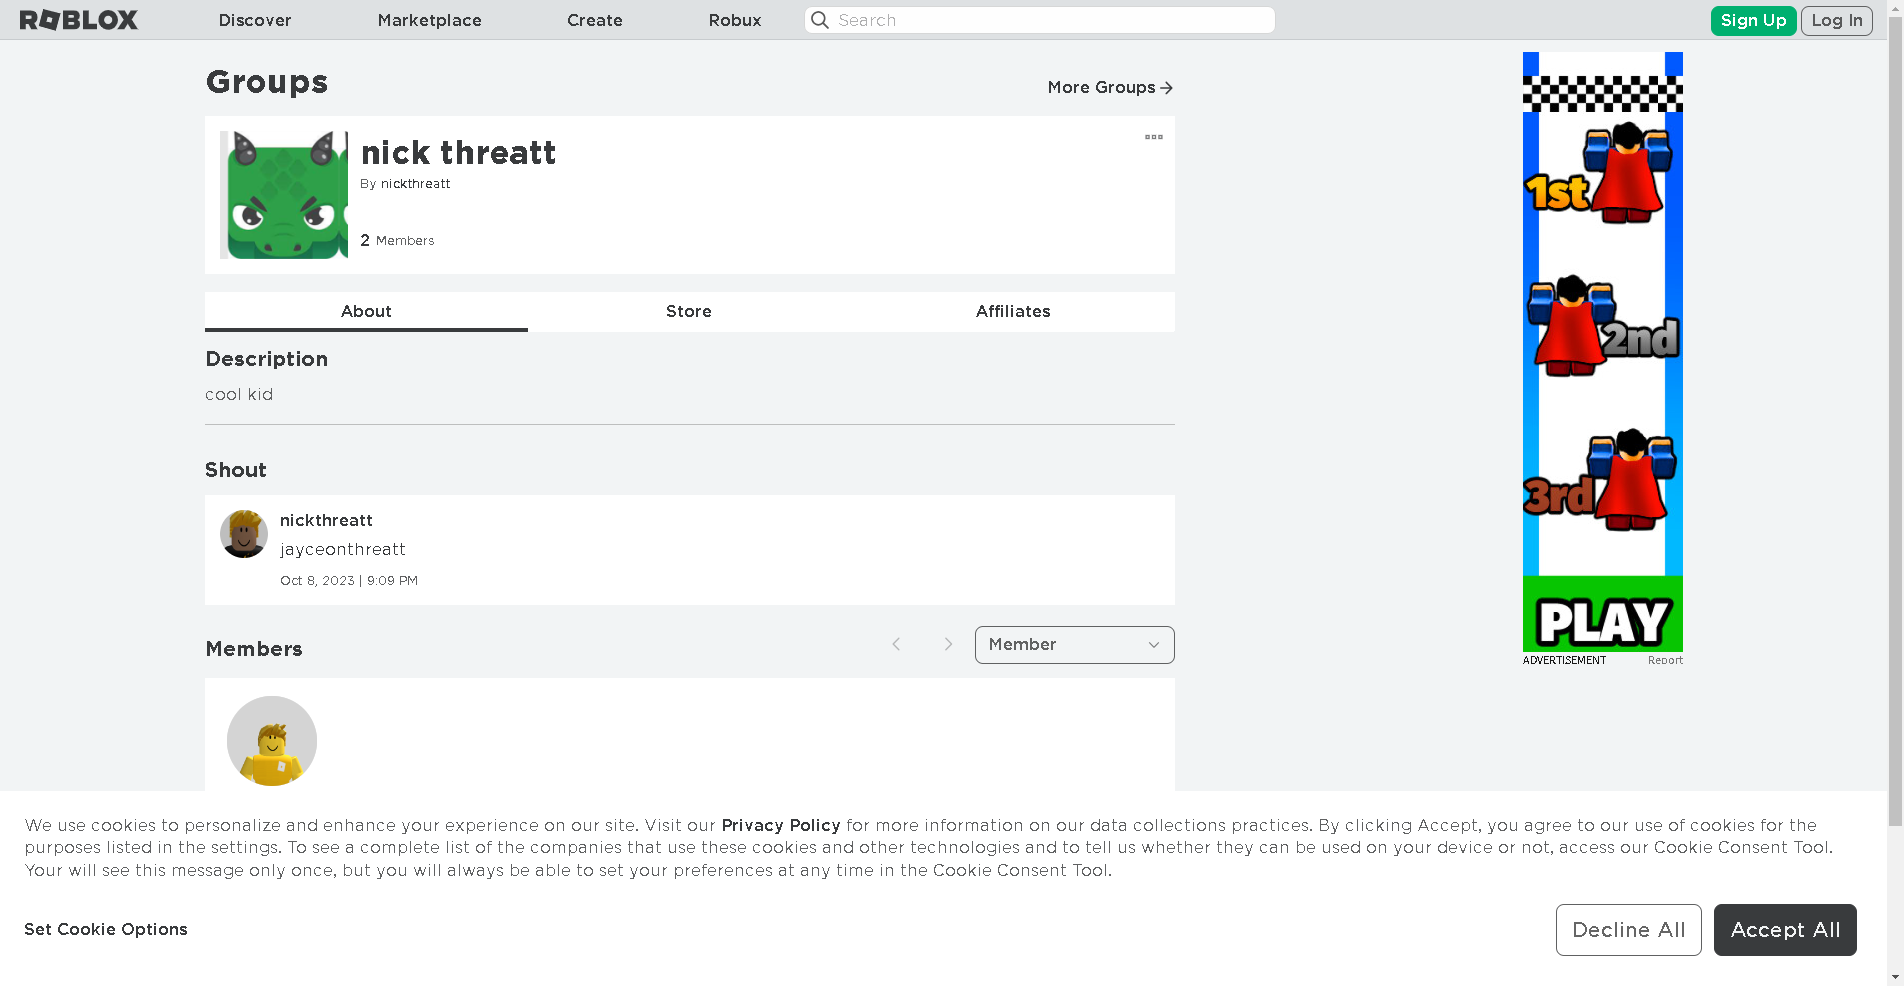 ROBLOX Discover Marketplace Create Robux Search Sign Up Log In
Groups
More Groups
nick threatt
By nickthreatt
2 Members
About Store Affiliates
Description
cool kid
Shout
nickthreatt
jayceonthreatt
Oct 8, 2023 | 9:09 PM
Members
Member
1st
2nd
3rd
PLAY
ADVERTISEMENT Report
We use cookies to personalize and enhance your experience on our site. Visit our Privacy Policy for more information on our data collections practices. By clicking Accept, you agree to our use of cookies for the
purposes listed in the settings. To see a complete list of the companies that use these cookies and other technologies and to tell us whether they can be used on your device or not, access our Cookie Consent Tool.
Your will see this message only once, but you will always be able to set your preferences at any time in the Cookie Consent Tool.
Set Cookie Options
Decline All
Accept All